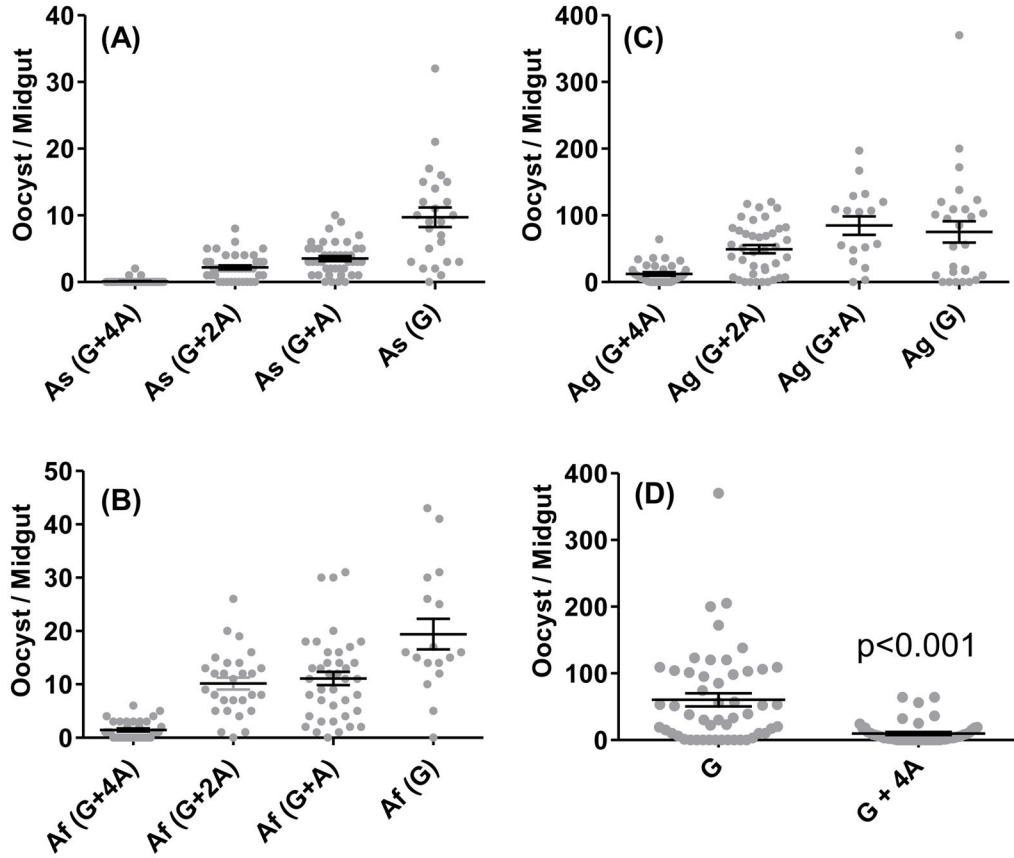 (A)
Oocyst / Midgut
40
30
20
10
0
As (G+4A)
As (G+2A)
As (G+A)
As (G)
(C)
Oocyst / Midgut
400
300
200
100
0
Ag (G+4A)
Ag (G+2A)
Ag (G+A)
Ag (G)
(B)
Oocyst / Midgut
50
40
30
20
10
0
Af (G+4A)
Af (G+2A)
Af (G+A)
Af (G)
(D)
Oocyst / Midgut
400
300
200
100
0
p<0.001
G
G + 4A